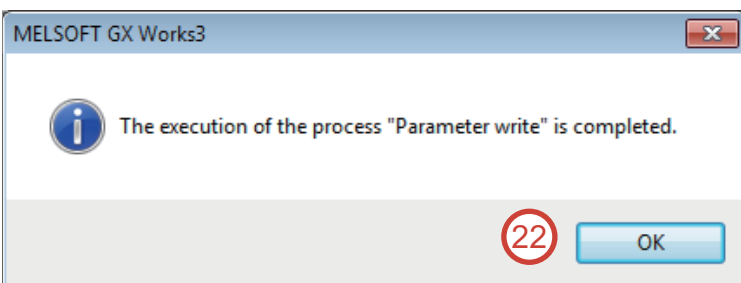 MELSOFT GX Works3
The execution of the process "Parameter write" is completed.
22
OK